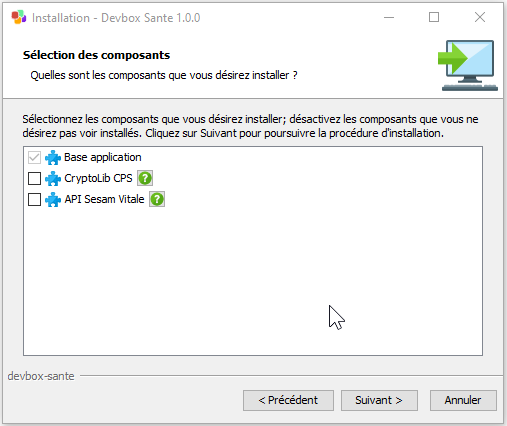 Installation - Devbox Sante 1.0.0
Sélection des composants
Quelles sont les composants que vous désirez installer ?
Sélectionnez les composants que vous désirez installer; désactivez les composants que vous ne
désirez pas voir installés. Cliquez sur Suivant pour poursuivre la procédure d'installation.
Base application
CryptoLib CPS ?
API Sesam Vitale ?
devbox-sante
< Précédent Suivant > Annuler